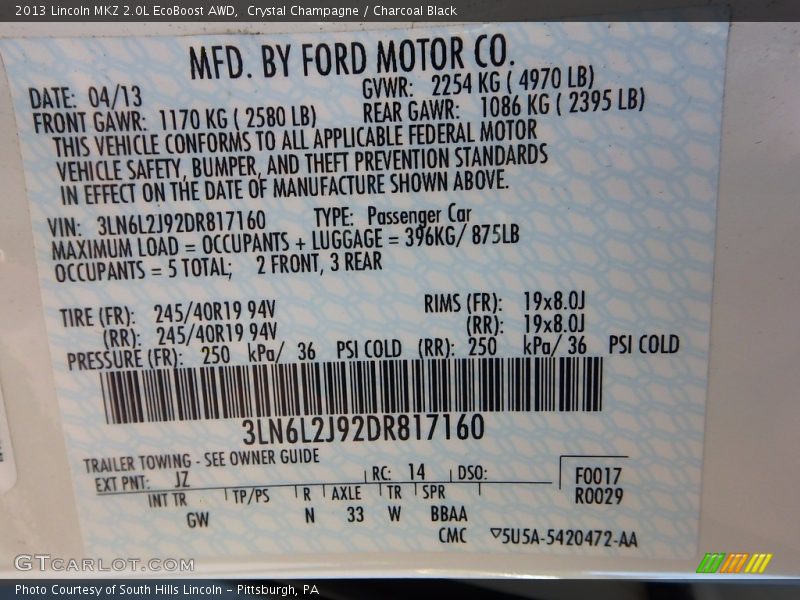 2013 Lincoln MKZ 2.0L EcoBoost AWD, Crystal Champagne / Charcoal Black
MFD. BY FORD MOTOR CO.
DATE: 04/13 GVWR: 2254 KG ( 4970 LB)
FRONT GAWR: 1170 KG ( 2580 LB) REAR GAWR: 1086 KG ( 2395 LB)
THIS VEHICLE CONFORMS TO ALL APPLICABLE FEDERAL MOTOR
VEHICLE SAFETY, BUMPER, AND THEFT PREVENTION STANDARDS
IN EFFECT ON THE DATE OF MANUFACTURE SHOWN ABOVE.
VIN: 3LN6L2J92DR817160 TYPE: Passenger Car
MAXIMUM LOAD = OCCUPANTS + LUGGAGE = 396KG/ 875LB
OCCUPANTS = 5 TOTAL; 2 FRONT, 3 REAR
TIRE (FR): 245/40R19 94V RIMS (FR): 19x8.0J
(RR): 245/40R19 94V (RR): 19x8.0J
PRESSURE (FR): 250 kPa/ 36 PSI COLD (RR): 250 kPa/ 36 PSI COLD
3LN6L2J92DR817160
TRAILER TOWING - SEE OWNER GUIDE
EXT PNT: JZ RC: 14 DSO: F0017
R0029
INT TR TP/PS R AXLE TR SPR
GW N 33 W BBAA
CMC 5U5A-5420472-AA
GTCARLOT.COM
Photo Courtesy of South Hills Lincoln – Pittsburgh, PA